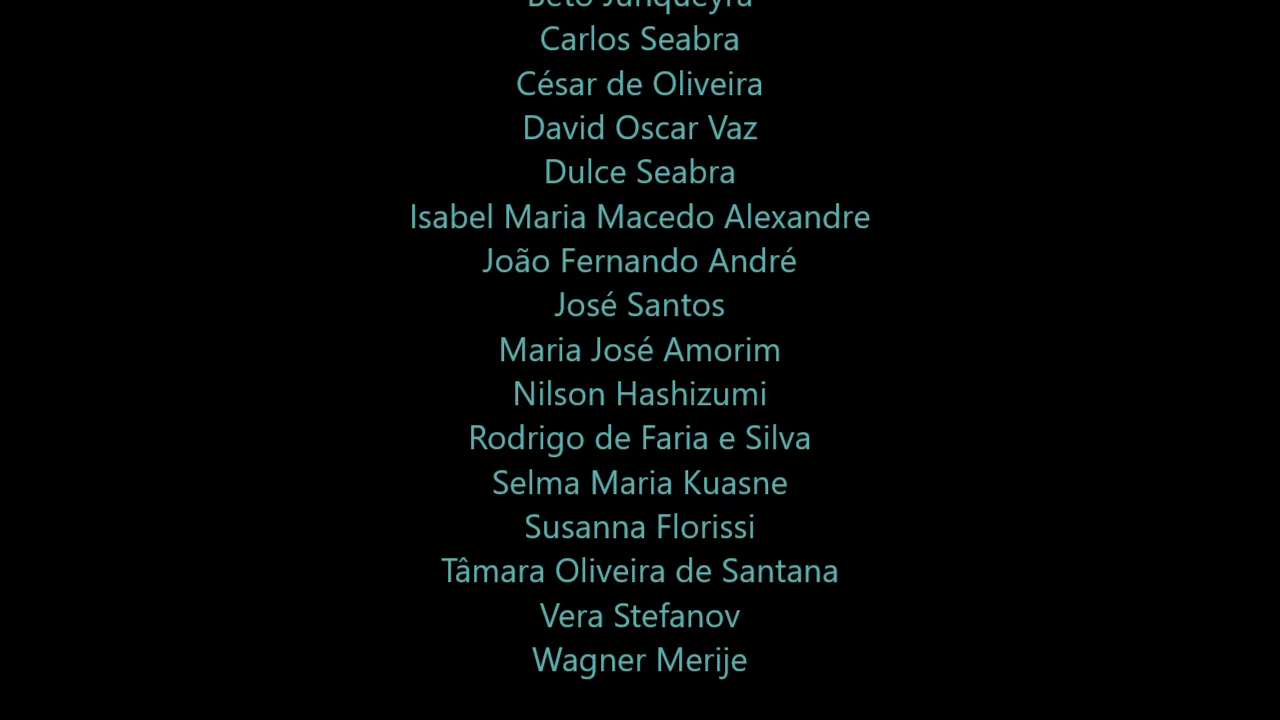 Beto Junqueyra
Carlos Seabra
César de Oliveira
David Oscar Vaz
Dulce Seabra
Isabel Maria Macedo Alexandre
João Fernando André
José Santos
Maria José Amorim
Nilson Hashizumi
Rodrigo de Faria e Silva
Selma Maria Kuasne
Susanna Florissi
Tâmara Oliveira de Santana
Vera Stefanov
Wagner Merije